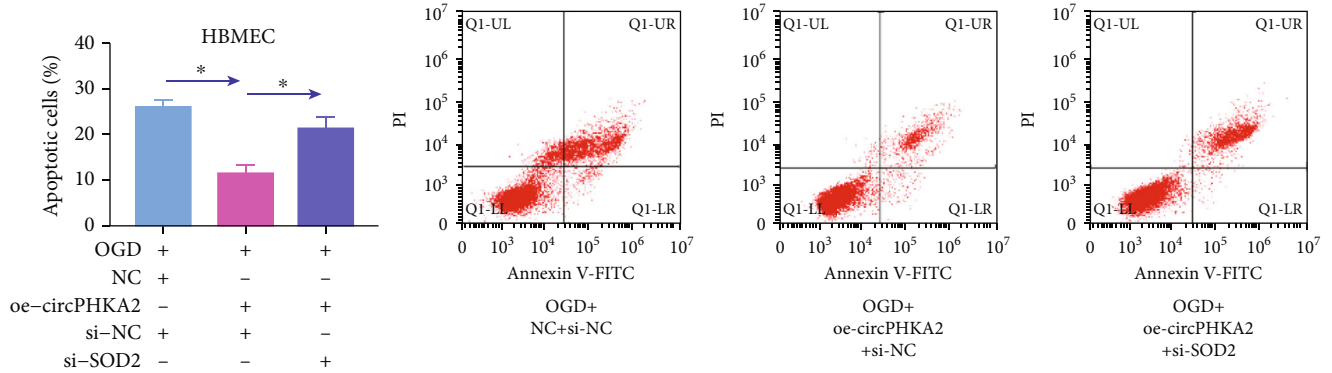 HBMEC
Apoptotic cells (%)
40
30
20
10
0
*
*
OGD + + +
NC + – –
oe–circPHKA2 – + +
si–NC + + –
si–SOD2 – – +
PI
10⁷
10⁶
10⁵
10⁴
10³
0
Q1-UL Q1-UR
Q1-LL Q1-LR
0 10³ 10⁴ 10⁵ 10⁶ 10⁷
Annexin V-FITC
OGD+
NC+si-NC
PI
10⁷
10⁶
10⁵
10⁴
10³
0
Q1-UL Q1-UR
Q1-LL Q1-LR
0 10³ 10⁴ 10⁵ 10⁶ 10⁷
Annexin V-FITC
OGD+
oe-circPHKA2
+si-NC
PI
10⁷
10⁶
10⁵
10⁴
10³
0
Q1-UL Q1-UR
Q1-LL Q1-LR
0 10³ 10⁴ 10⁵ 10⁶ 10⁷
Annexin V-FITC
OGD+
oe-circPHKA2
+si-SOD2